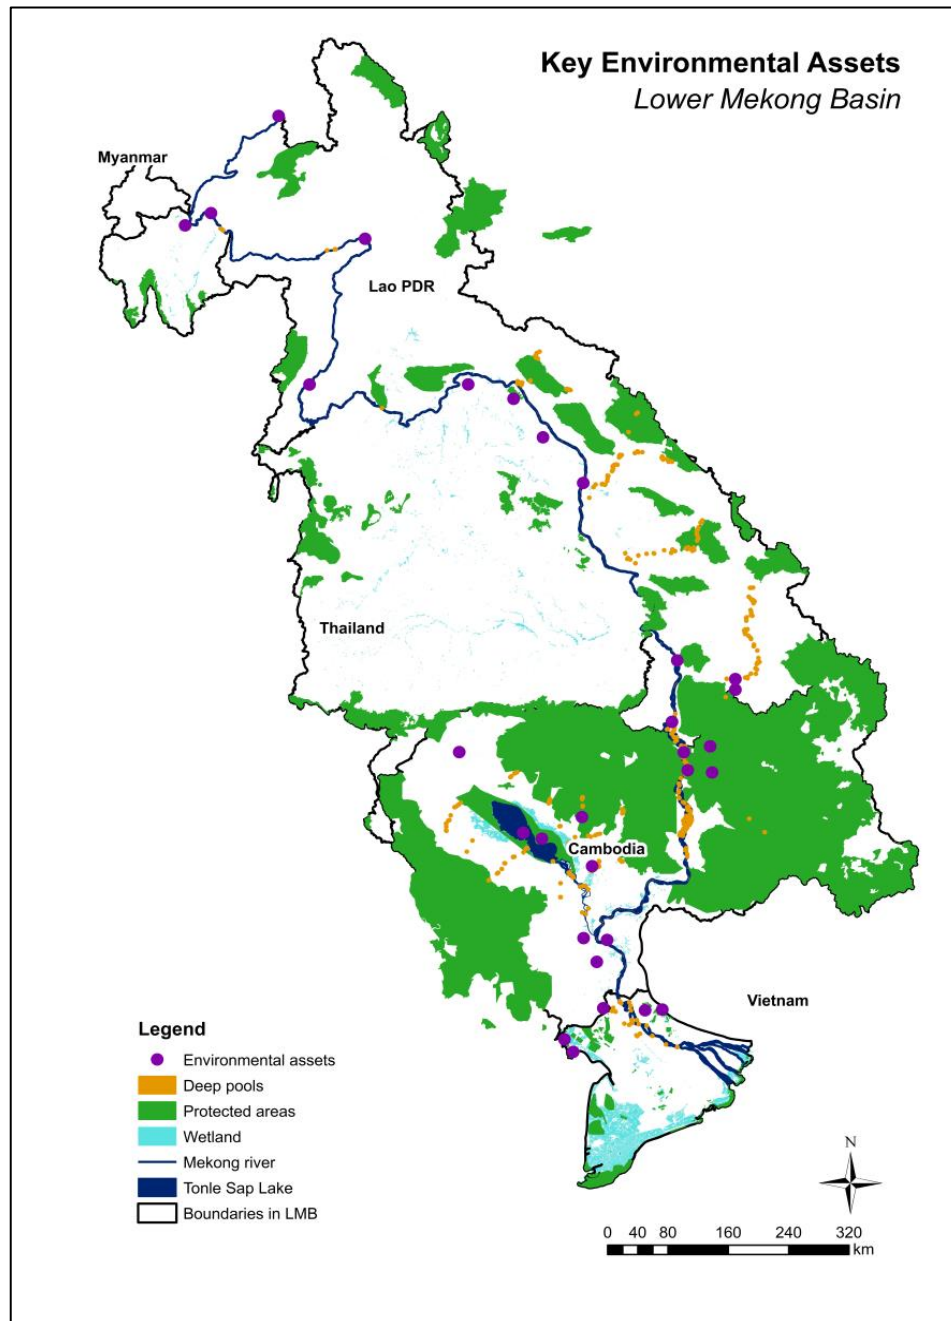 Key Environmental Assets
Lower Mekong Basin
Myanmar
Lao PDR
Thailand
Cambodia
Vietnam
Legend
Environmental assets
Deep pools
Protected areas
Wetland
Mekong river
Tonle Sap Lake
Boundaries in LMB
N
0 40 80 160 240 320
km